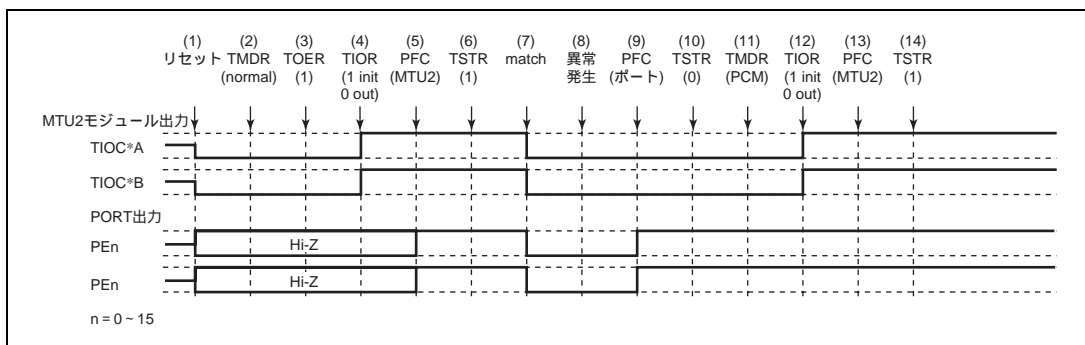 (1) (2) (3) (4) (5) (6) (7) (8) (9) (10) (11) (12) (13) (14)
リセット TMDR TOER TIOR PFC TSTR match 異常 PFC TSTR TMDR TIOR PFC TSTR
(normal) (1) (1 init (MTU2) (1) 発生 (ポート) (0) (PCM) (1 init (MTU2) (1)
0 out) 0 out)
MTU2モジュール出力
TIOC*A
TIOC*B
PORT出力
PEn Hi-Z
PEn Hi-Z
n = 0 ~ 15